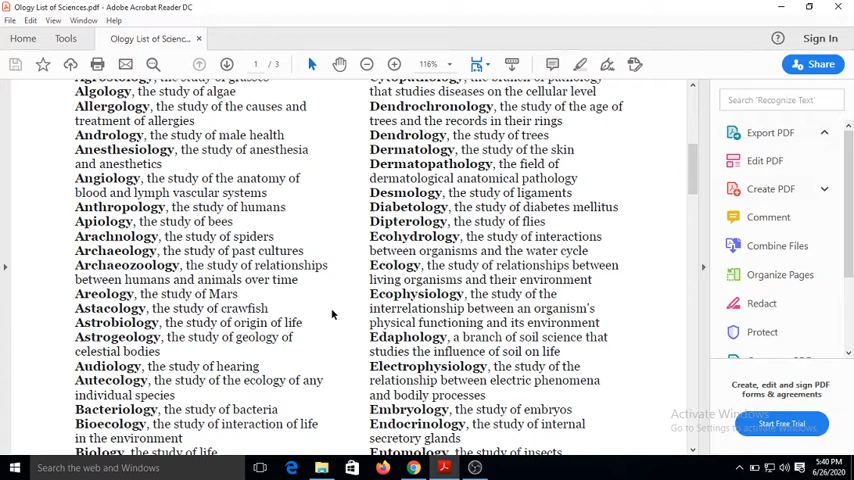 Ology List of Sciences.pdf - Adobe Acrobat Reader DC
File Edit View Window Help
Home Tools Ology List of Scienc... × Sign In
1 / 3 116% Share
Agrostology, the study of grasses
Algology, the study of algae
Allergology, the study of the causes and
treatment of allergies
Andrology, the study of male health
Anesthesiology, the study of anesthesia
and anesthetics
Angiology, the study of the anatomy of
blood and lymph vascular systems
Anthropology, the study of humans
Apiology, the study of bees
Arachnology, the study of spiders
Archaeology, the study of past cultures
Archaeozoology, the study of relationships
between humans and animals over time
Areology, the study of Mars
Astacology, the study of crawfish
Astrobiology, the study of origin of life
Astrogeology, the study of geology of
celestial bodies
Audiology, the study of hearing
Autecology, the study of the ecology of any
individual species
Bacteriology, the study of bacteria
Bioecology, the study of interaction of life
in the environment
Biology, the study of life
Cytopathology, the branch of pathology
that studies diseases on the cellular level
Dendrochronology, the study of the age of
trees and the records in their rings
Dendrology, the study of trees
Dermatology, the study of the skin
Dermatopathology, the field of
dermatological anatomical pathology
Desmology, the study of ligaments
Diabetology, the study of diabetes mellitus
Dipterology, the study of flies
Ecohydrology, the study of interactions
between organisms and the water cycle
Ecology, the study of relationships between
living organisms and their environment
Ecophysiology, the study of the
interrelationship between an organism's
physical functioning and its environment
Edaphology, a branch of soil science that
studies the influence of soil on life
Electrophysiology, the study of the
relationship between electric phenomena
and bodily processes
Embryology, the study of embryos
Endocrinology, the study of internal
secretory glands
Entomology, the study of insects
Search 'Recognize Text'
Export PDF
Edit PDF
Create PDF
Comment
Combine Files
Organize Pages
Redact
Protect
Create, edit and sign PDF
forms & agreements
Start Free Trial
Activate Windows
Go to Settings to activate Windows.
Search the web and Windows
5:40 PM
6/26/2020